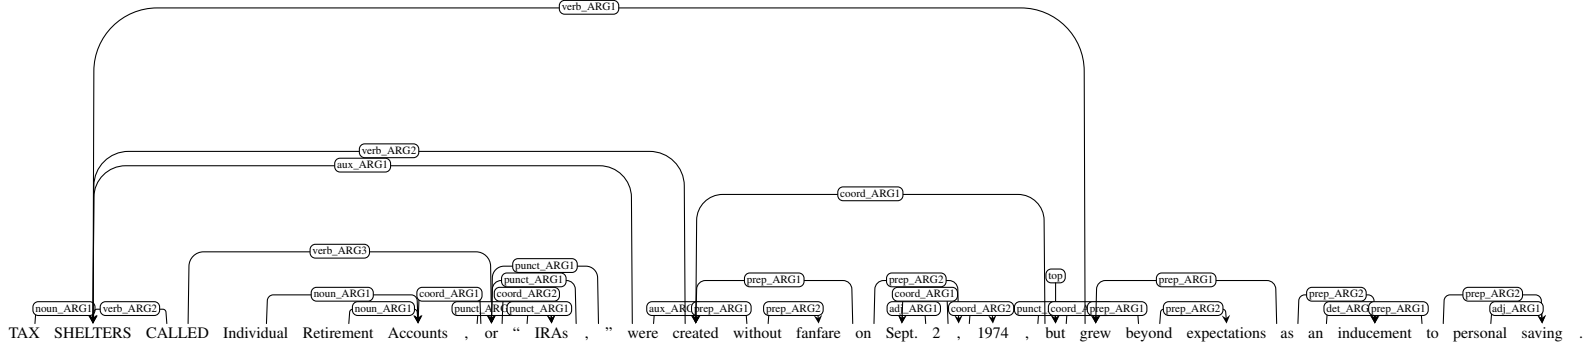 verb_ARG1
verb_ARG2
aux_ARG1
coord_ARG1
verb_ARG3
punct_ARG1
punct_ARG1 prep_ARG1 prep_ARG2 top prep_ARG1
noun_ARG1 coord_ARG1 coord_ARG2 coord_ARG1 prep_ARG2 prep_ARG2
noun_ARG1 verb_ARG2 noun_ARG1 punct_ARG1 prep_ARG1 prep_ARG2 coord_ARG2 prep_ARG1 prep_ARG2 prep_ARG1 adj_ARG1
TAX SHELTERS CALLED Individual Retirement Accounts , or “ IRAs , ” were created without fanfare on Sept. 2 , 1974 , but grew beyond expectations as an inducement to personal saving .